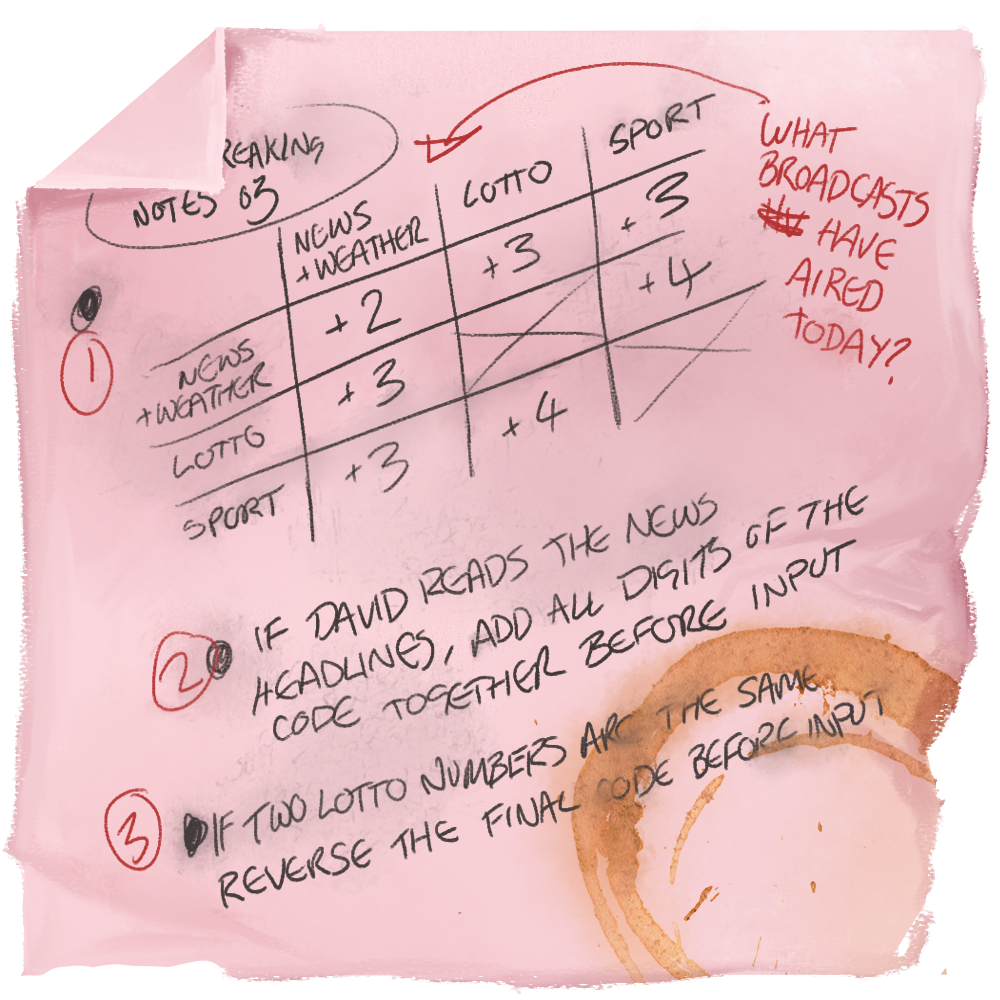 REAKING
NOTES 03
WHAT
BROADCASTS
HAVE
AIRED
TODAY?
NEWS
+WEATHER
LOTTO
SPORT
1
NEWS
+WEATHER
+2
+3
+3
LOTTO
+3
+4
SPORT
+3
+4
2
IF DAVID READS THE NEWS
HEADLINES, ADD ALL DIGITS OF THE
CODE TOGETHER BEFORE INPUT
3
IF TWO LOTTO NUMBERS ARE THE SAME
REVERSE THE FINAL CODE BEFORE INPUT